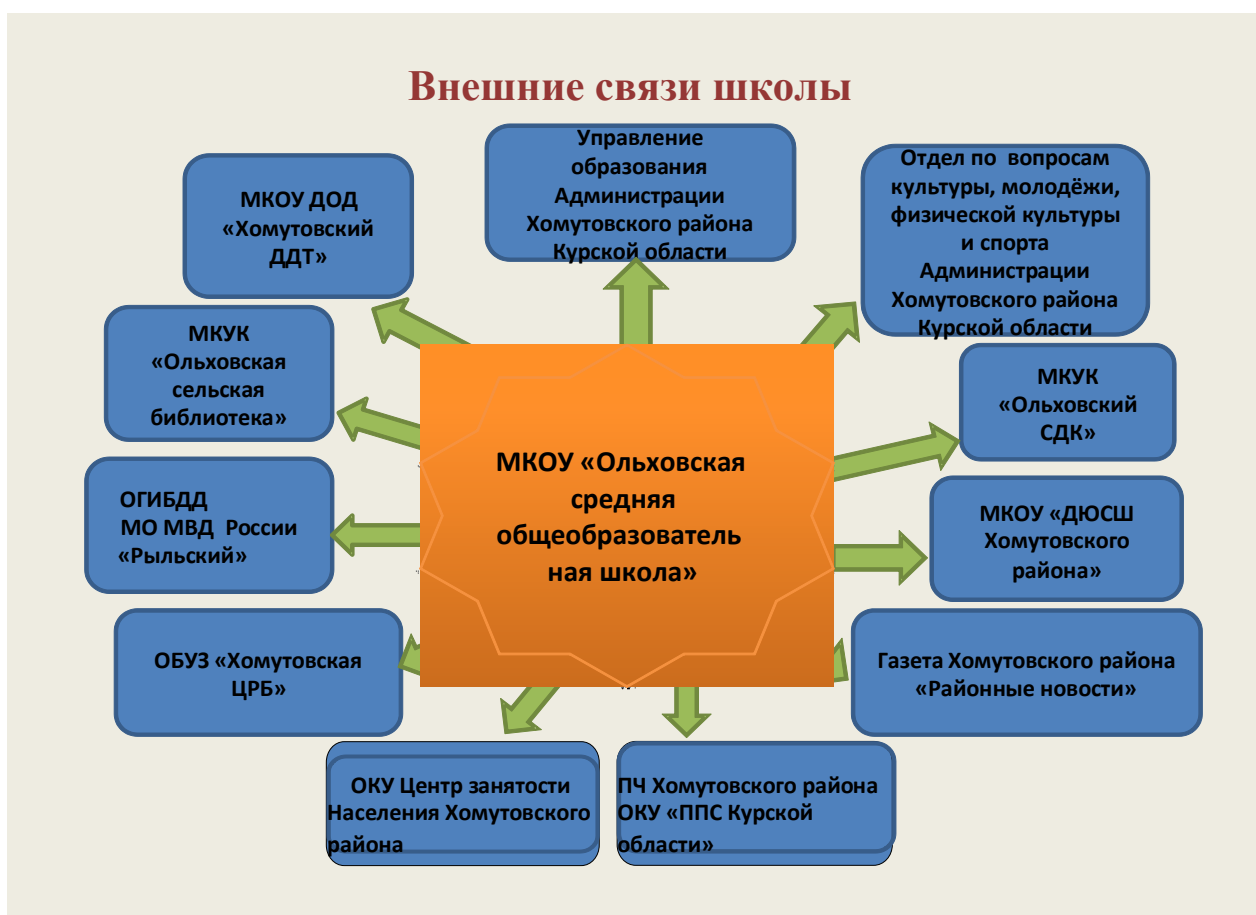 Внешние связи школы
Управление
образования
Администрации
Хомутовского района
Курской области
Отдел по вопросам
культуры, молодёжи,
физической культуры
и спорта
Администрации
Хомутовского района
Курской области
МКОУ ДОД
«Хомутовский
ДДТ»
МКУК
«Ольховская
сельская
библиотека»
МКУК
«Ольховский
СДК»
МКОУ «Ольховская
средняя
общеобразователь
ная школа»
ОГИБДД
МО МВД России
«Рыльский»
МКОУ «ДЮСШ
Хомутовского
района»
ОБУЗ «Хомутовская
ЦРБ»
Газета Хомутовского района
«Районные новости»
ОКУ Центр занятости
Населения Хомутовского
района
ПЧ Хомутовского района
ОКУ «ППС Курской
области»